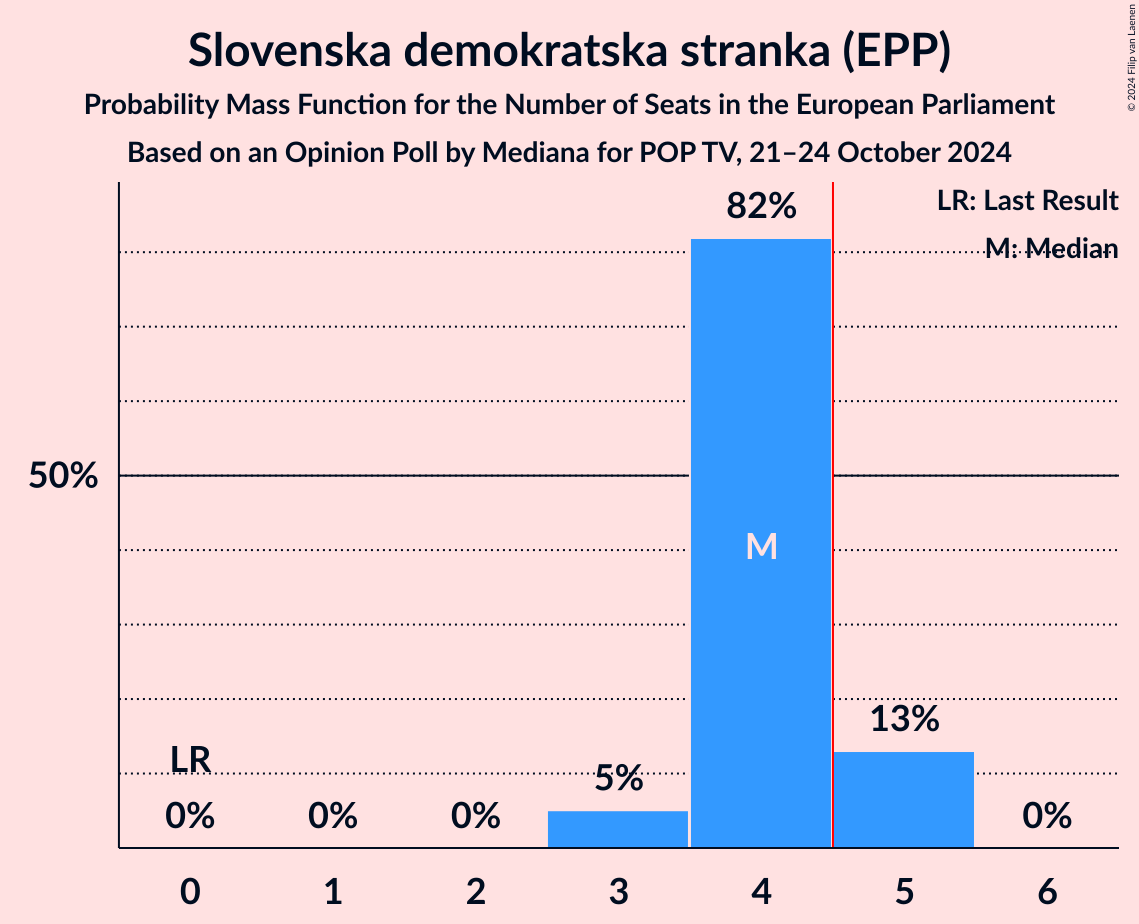 Slovenska demokratska stranka (EPP)
Probability Mass Function for the Number of Seats in the European Parliament
Based on an Opinion Poll by Mediana for POP TV, 21–24 October 2024
© 2024 Filip van Laenen
LR: Last Result
M: Median
82%
50%
M
13%
LR
5%
0% 0% 0% 0%
0 1 2 3 4 5 6